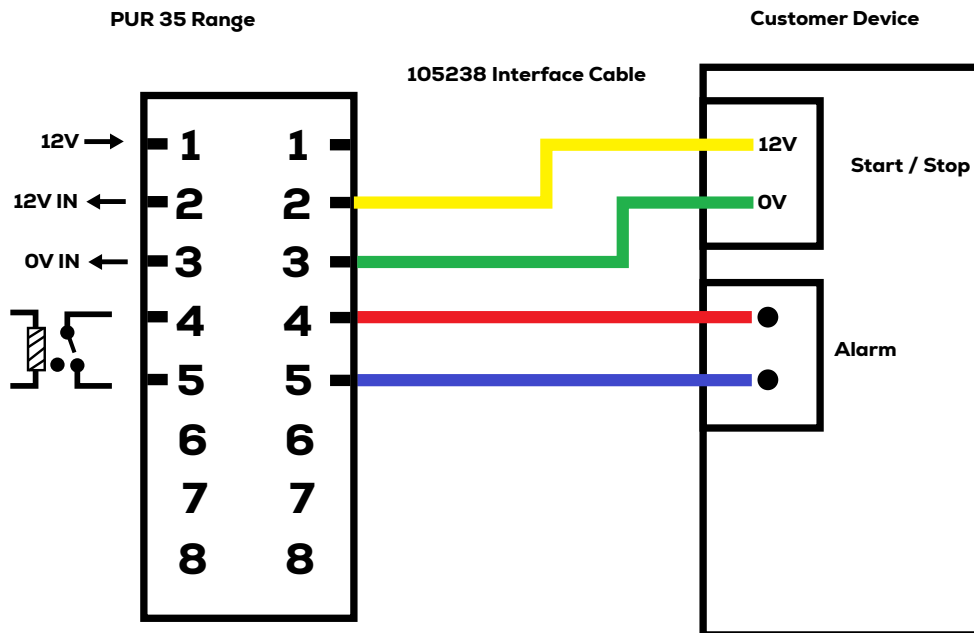 PUR 35 Range
Customer Device
105238 Interface Cable
12V
1
1
12V
Start / Stop
12V IN
2
2
0V
0V IN
3
3
4
4
Alarm
5
5
6
6
7
7
8
8